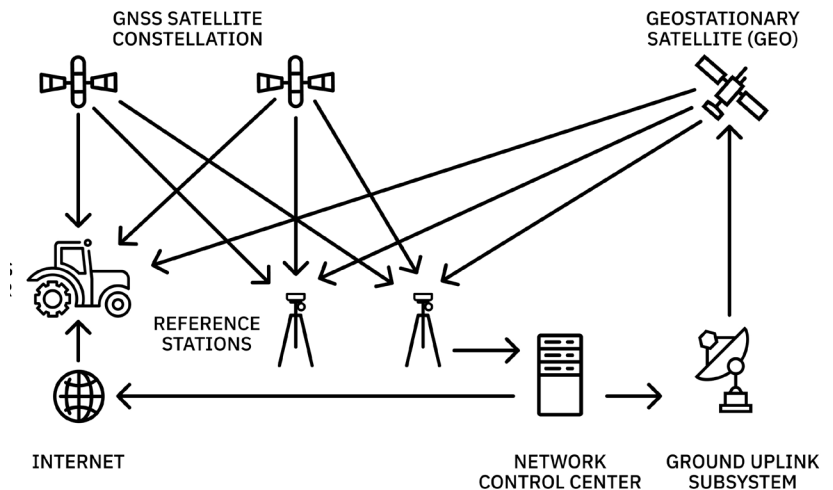 GNSS SATELLITE
CONSTELLATION
GEOSTATIONARY
SATELLITE (GEO)
REFERENCE
STATIONS
INTERNET
NETWORK
CONTROL CENTER
GROUND UPLINK
SUBSYSTEM